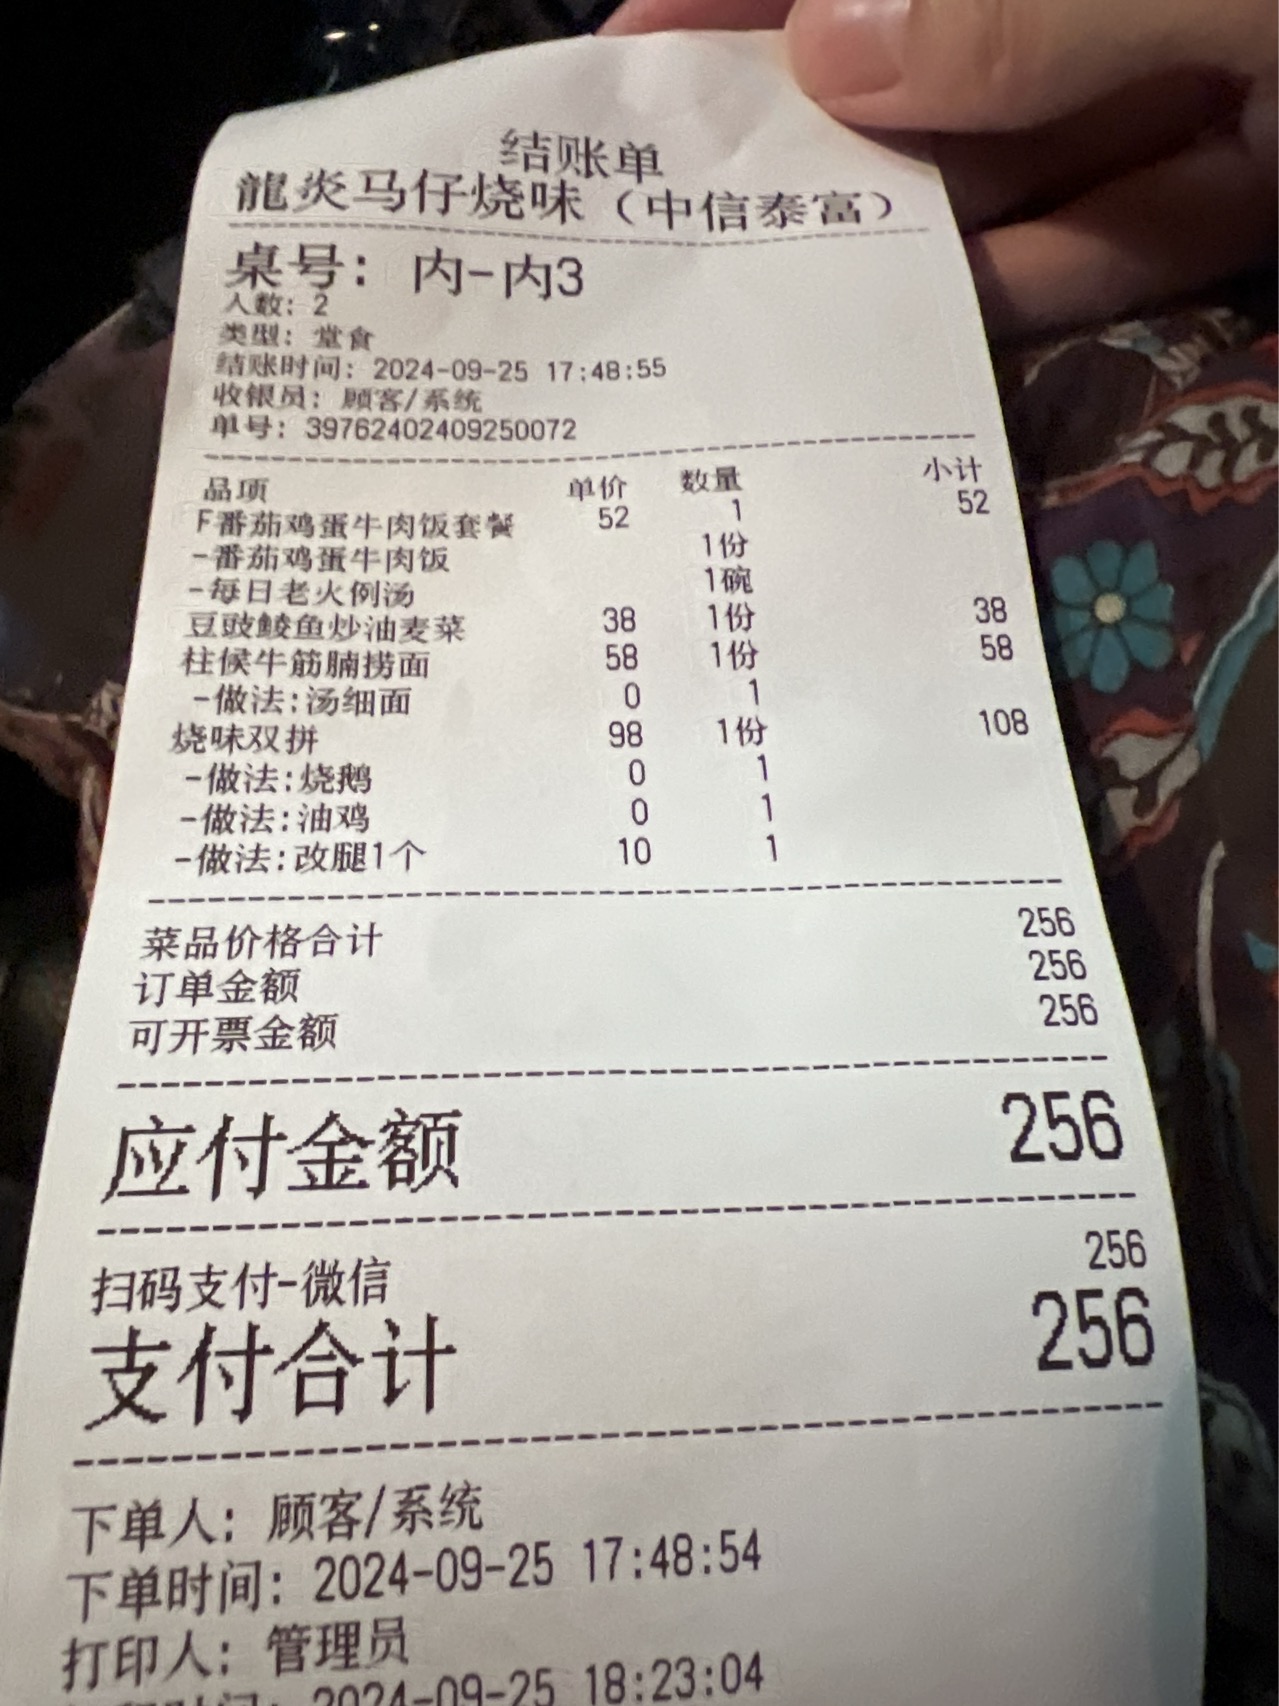 结账单
龍炎马仔烧味（中信泰富）
桌号： 内-内3
人数: 2
类型: 堂食
结账时间: 2024-09-25 17:48:55
收银员: 顾客/系统
单号: 39762402409250072
品项 单价 数量 小计
F番茄鸡蛋牛肉饭套餐 52 1 52
-番茄鸡蛋牛肉饭 1份
-每日老火例汤 1碗
豆豉鲮鱼炒油麦菜 38 1份 38
柱候牛筋腩捞面 58 1份 58
-做法:汤细面 0 1
烧味双拼 98 1份 108
-做法:烧鹅 0 1
-做法:油鸡 0 1
-做法:改腿1个 10 1
菜品价格合计 256
订单金额 256
可开票金额 256
应付金额 256
扫码支付-微信 256
支付合计 256
下单人: 顾客/系统
下单时间: 2024-09-25 17:48:54
打印人: 管理员
打印时间: 2024-09-25 18:23:04